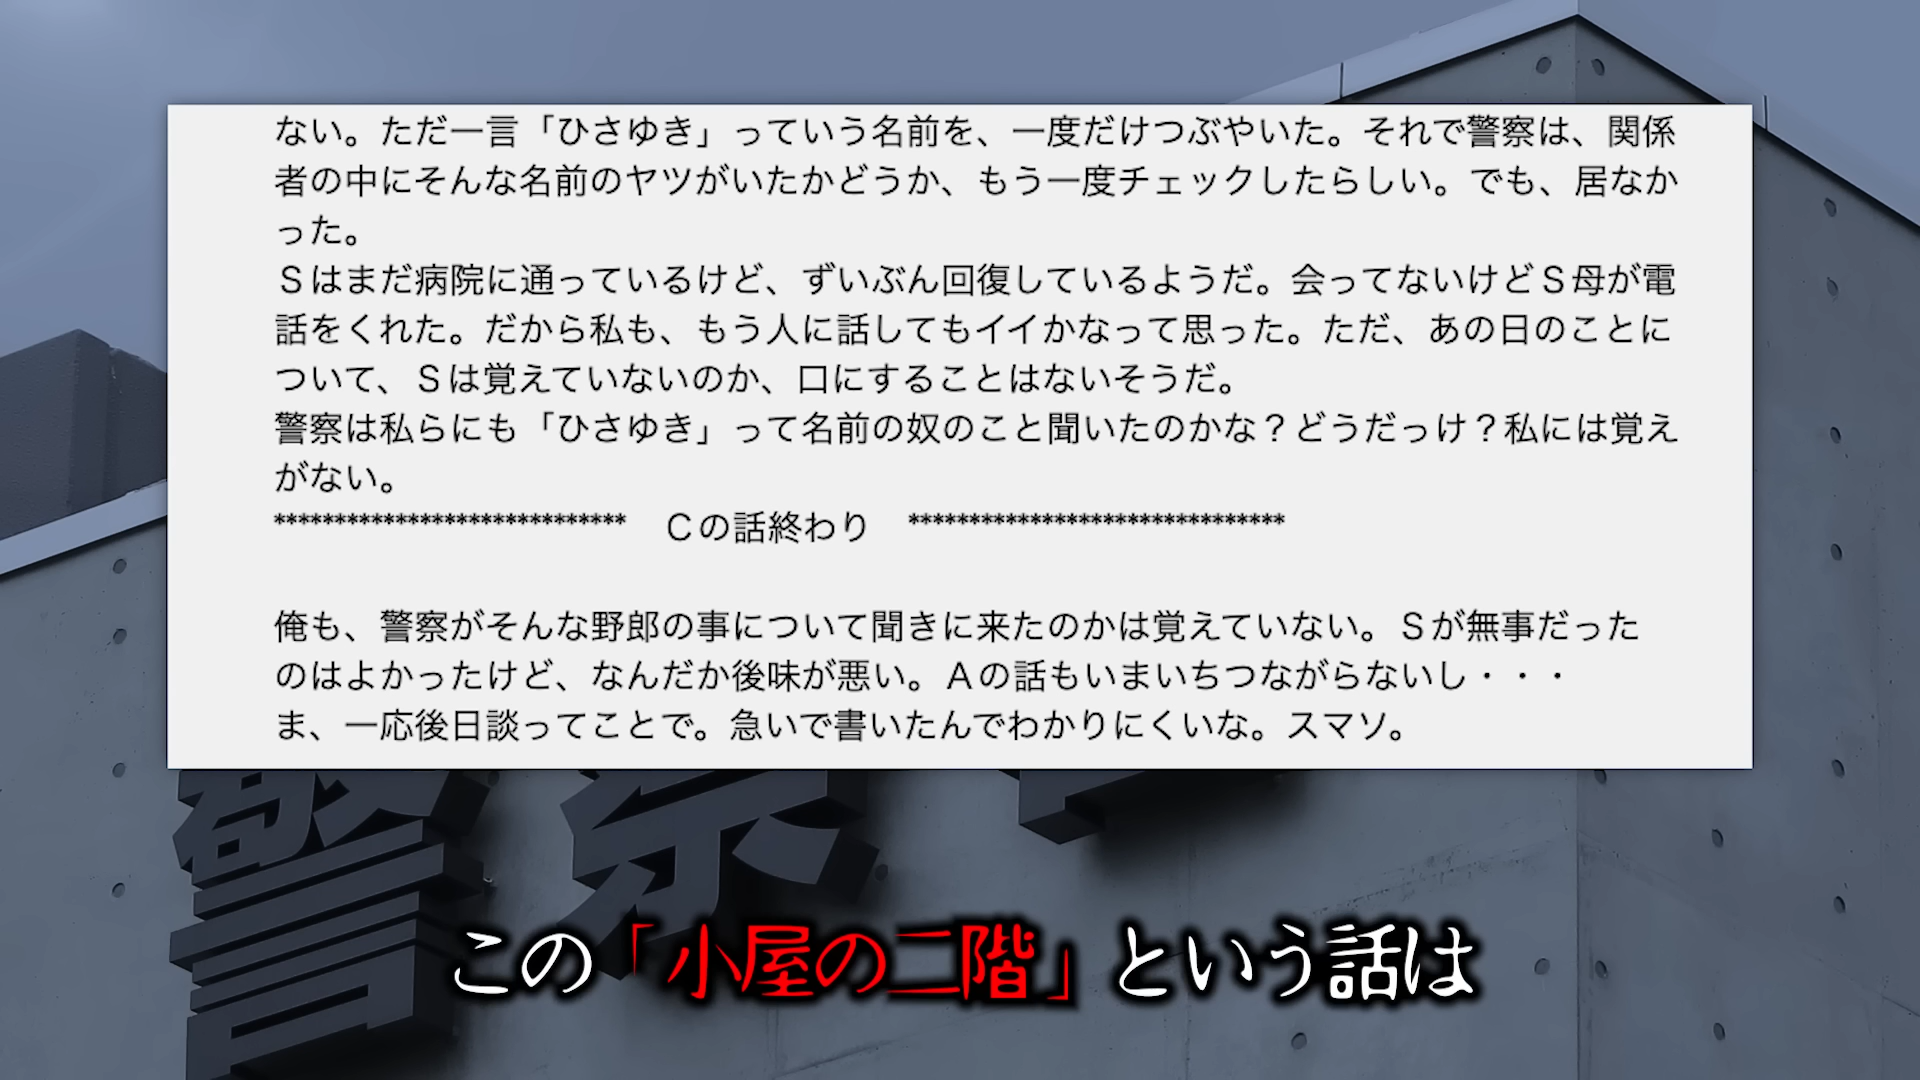 ない。ただ一言「ひさゆき」っていう名前を、一度だけつぶやいた。それで警察は、関係
者の中にそんな名前のヤツがいたかどうか、もう一度チェックしたらしい。でも、居なか
った。
Ｓはまだ病院に通っているけど、ずいぶん回復しているようだ。会ってないけどＳ母が電
話をくれた。だから私も、もう人に話してもイイかなって思った。ただ、あの日のことに
ついて、Ｓは覚えていないのか、口にすることはないそうだ。
警察は私らにも「ひさゆき」って名前の奴のこと聞いたのかな？どうだっけ？私には覚え
がない。
***************************** Ｃの話終わり *******************************
俺も、警察がそんな野郎の事について聞きに来たのかは覚えていない。Ｓが無事だった
のはよかったけど、なんだか後味が悪い。Ａの話もいまいちつながらないし・・・
ま、一応後日談ってことで。急いで書いたんでわかりにくいな。スマソ。
警察
この「小屋の二階」という話は